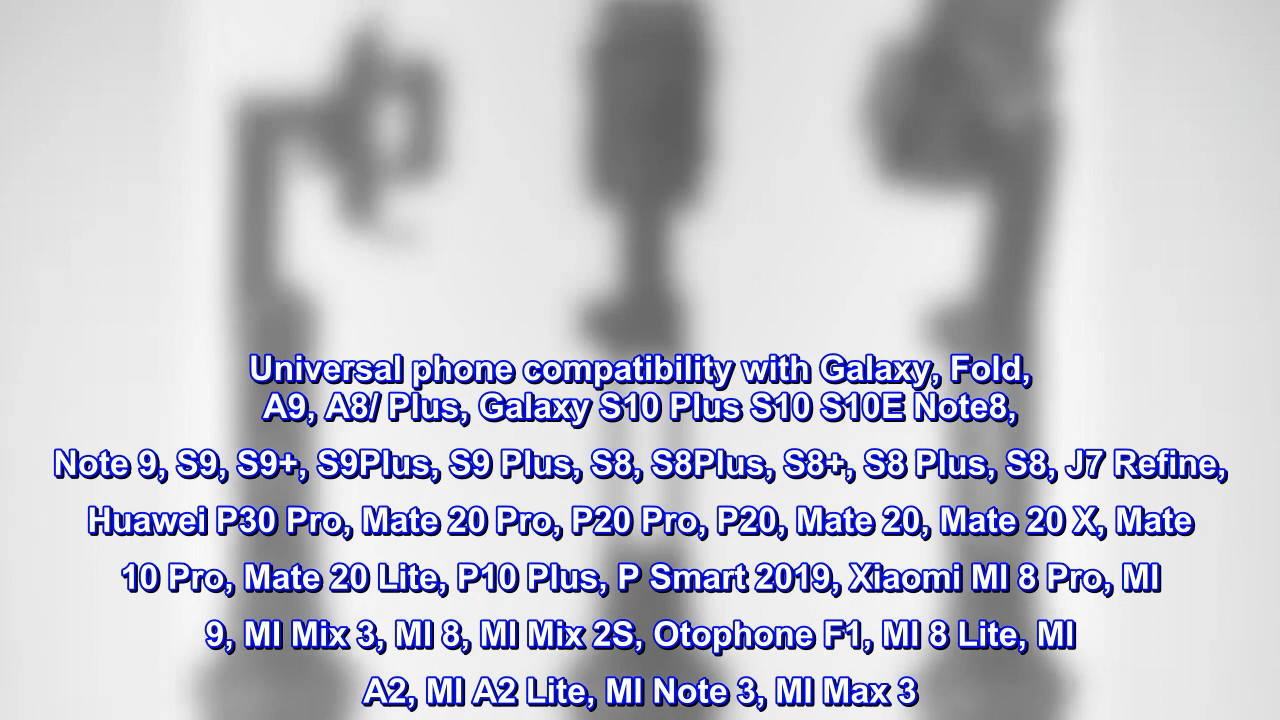 Universal phone compatibility with Galaxy, Fold,
A9, A8/ Plus, Galaxy S10 Plus S10 S10E Note8,
Note 9, S9, S9+, S9Plus, S9 Plus, S8, S8Plus, S8+, S8 Plus, S8, J7 Refine,
Huawei P30 Pro, Mate 20 Pro, P20 Pro, P20, Mate 20, Mate 20 X, Mate
10 Pro, Mate 20 Lite, P10 Plus, P Smart 2019, Xiaomi MI 8 Pro, MI
9, MI Mix 3, MI 8, MI Mix 2S, Otophone F1, MI 8 Lite, MI
A2, MI A2 Lite, MI Note 3, MI Max 3